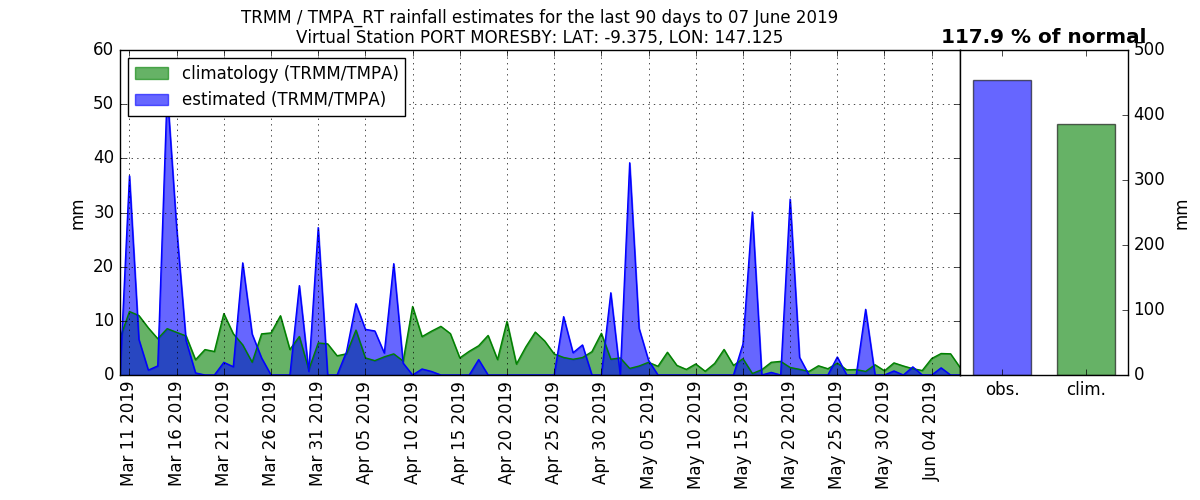 TRMM / TMPA_RT rainfall estimates for the last 90 days to 07 June 2019
Virtual Station PORT MORESBY: LAT: -9.375, LON: 147.125
117.9 % of normal
climatology (TRMM/TMPA)
estimated (TRMM/TMPA)
60
50
40
30
20
10
0
mm
Mar 11 2019
Mar 16 2019
Mar 21 2019
Mar 26 2019
Mar 31 2019
Apr 05 2019
Apr 10 2019
Apr 15 2019
Apr 20 2019
Apr 25 2019
Apr 30 2019
May 05 2019
May 10 2019
May 15 2019
May 20 2019
May 25 2019
May 30 2019
Jun 04 2019
obs.
clim.
500
400
300
200
100
0
mm